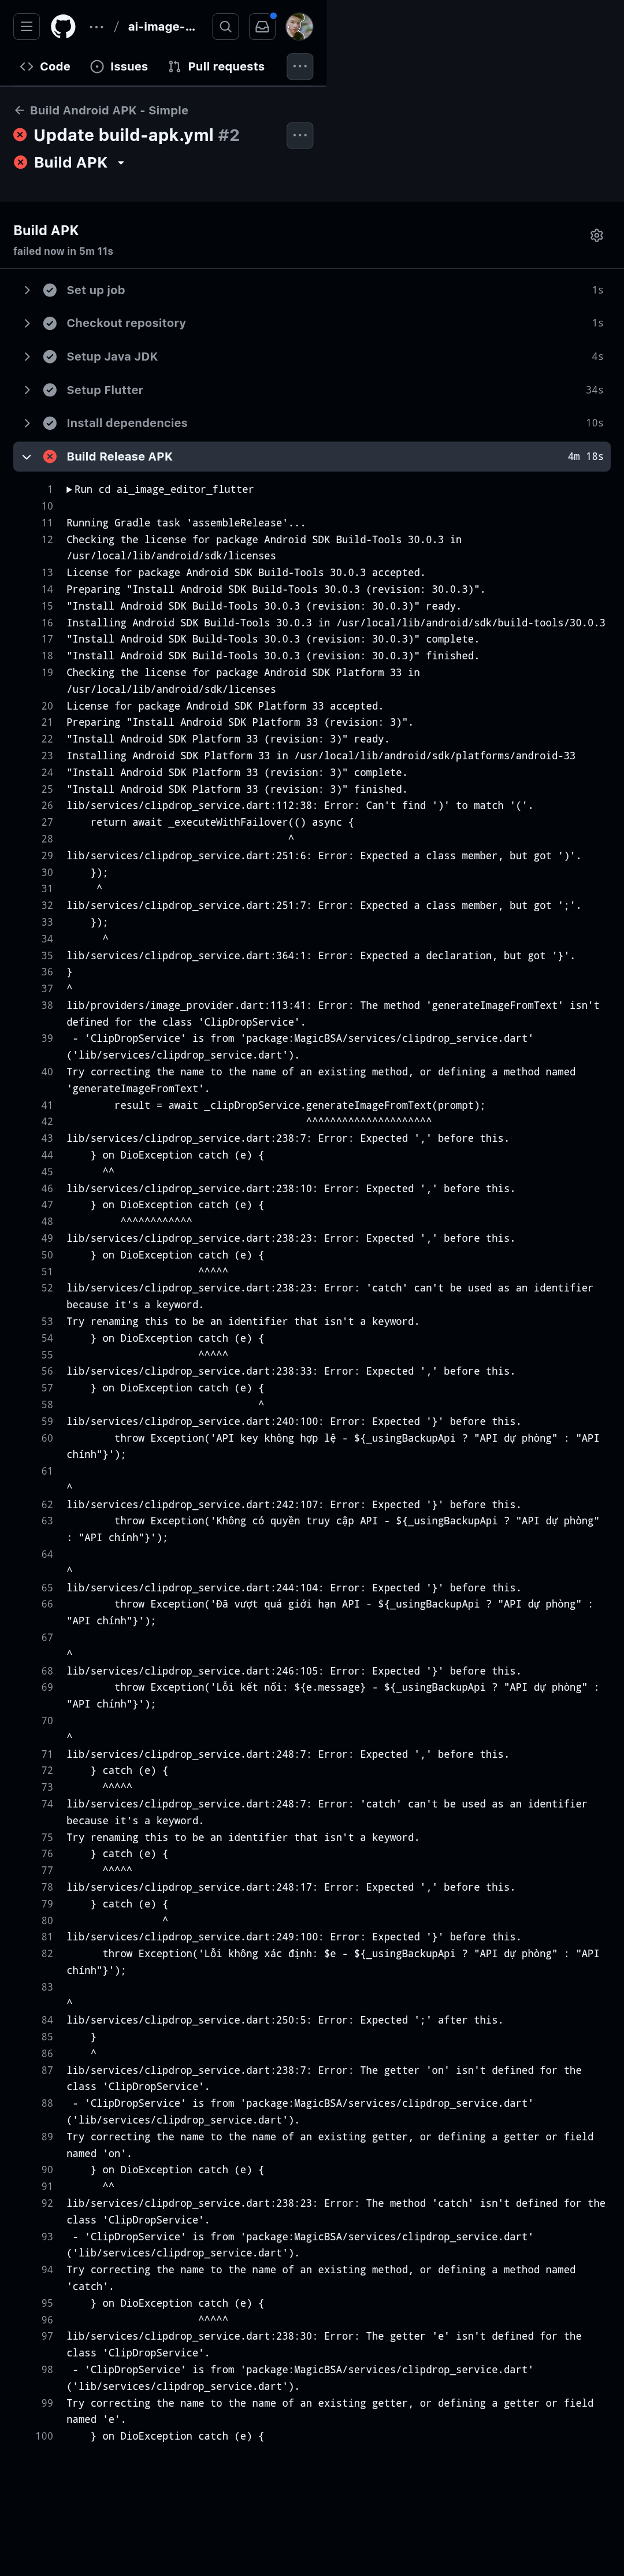 ai-image-...
Code
Issues
Pull requests
Build Android APK - Simple
Update build-apk.yml #2
Build APK
Build APK
failed now in 5m 11s
Set up job 1s
Checkout repository 1s
Setup Java JDK 4s
Setup Flutter 34s
Install dependencies 10s
Build Release APK 4m 18s
1 Run cd ai_image_editor_flutter
10
11 Running Gradle task 'assembleRelease'...
12 Checking the license for package Android SDK Build-Tools 30.0.3 in
/usr/local/lib/android/sdk/licenses
13 License for package Android SDK Build-Tools 30.0.3 accepted.
14 Preparing "Install Android SDK Build-Tools 30.0.3 (revision: 30.0.3)".
15 "Install Android SDK Build-Tools 30.0.3 (revision: 30.0.3)" ready.
16 Installing Android SDK Build-Tools 30.0.3 in /usr/local/lib/android/sdk/build-tools/30.0.3
17 "Install Android SDK Build-Tools 30.0.3 (revision: 30.0.3)" complete.
18 "Install Android SDK Build-Tools 30.0.3 (revision: 30.0.3)" finished.
19 Checking the license for package Android SDK Platform 33 in
/usr/local/lib/android/sdk/licenses
20 License for package Android SDK Platform 33 accepted.
21 Preparing "Install Android SDK Platform 33 (revision: 3)".
22 "Install Android SDK Platform 33 (revision: 3)" ready.
23 Installing Android SDK Platform 33 in /usr/local/lib/android/sdk/platforms/android-33
24 "Install Android SDK Platform 33 (revision: 3)" complete.
25 "Install Android SDK Platform 33 (revision: 3)" finished.
26 lib/services/clipdrop_service.dart:112:38: Error: Can't find ')' to match '('.
27 return await _executeWithFailover(() async {
28 ^
29 lib/services/clipdrop_service.dart:251:6: Error: Expected a class member, but got ')'.
30 });
31 ^
32 lib/services/clipdrop_service.dart:251:7: Error: Expected a class member, but got ';'.
33 });
34 ^
35 lib/services/clipdrop_service.dart:364:1: Error: Expected a declaration, but got '}'.
36 }
37 ^
38 lib/providers/image_provider.dart:113:41: Error: The method 'generateImageFromText' isn't
defined for the class 'ClipDropService'.
39 - 'ClipDropService' is from 'package:MagicBSA/services/clipdrop_service.dart'
('lib/services/clipdrop_service.dart').
40 Try correcting the name to the name of an existing method, or defining a method named
'generateImageFromText'.
41 result = await _clipDropService.generateImageFromText(prompt);
42 ^^^^^^^^^^^^^^^^^^^^^
43 lib/services/clipdrop_service.dart:238:7: Error: Expected ',' before this.
44 } on DioException catch (e) {
45 ^^
46 lib/services/clipdrop_service.dart:238:10: Error: Expected ',' before this.
47 } on DioException catch (e) {
48 ^^^^^^^^^^^^
49 lib/services/clipdrop_service.dart:238:23: Error: Expected ',' before this.
50 } on DioException catch (e) {
51 ^^^^^
52 lib/services/clipdrop_service.dart:238:23: Error: 'catch' can't be used as an identifier
because it's a keyword.
53 Try renaming this to be an identifier that isn't a keyword.
54 } on DioException catch (e) {
55 ^^^^^
56 lib/services/clipdrop_service.dart:238:33: Error: Expected ',' before this.
57 } on DioException catch (e) {
58 ^
59 lib/services/clipdrop_service.dart:240:100: Error: Expected '}' before this.
60 throw Exception('API key không hợp lệ - ${_usingBackupApi ? "API dự phòng" : "API
chính"}');
61
^
62 lib/services/clipdrop_service.dart:242:107: Error: Expected '}' before this.
63 throw Exception('Không có quyền truy cập API - ${_usingBackupApi ? "API dự phòng"
: "API chính"}');
64
^
65 lib/services/clipdrop_service.dart:244:104: Error: Expected '}' before this.
66 throw Exception('Đã vượt quá giới hạn API - ${_usingBackupApi ? "API dự phòng" :
"API chính"}');
67
^
68 lib/services/clipdrop_service.dart:246:105: Error: Expected '}' before this.
69 throw Exception('Lỗi kết nối: ${e.message} - ${_usingBackupApi ? "API dự phòng" :
"API chính"}');
70
^
71 lib/services/clipdrop_service.dart:248:7: Error: Expected ',' before this.
72 } catch (e) {
73 ^^^^^
74 lib/services/clipdrop_service.dart:248:7: Error: 'catch' can't be used as an identifier
because it's a keyword.
75 Try renaming this to be an identifier that isn't a keyword.
76 } catch (e) {
77 ^^^^^
78 lib/services/clipdrop_service.dart:248:17: Error: Expected ',' before this.
79 } catch (e) {
80 ^
81 lib/services/clipdrop_service.dart:249:100: Error: Expected '}' before this.
82 throw Exception('Lỗi không xác định: $e - ${_usingBackupApi ? "API dự phòng" : "API
chính"}');
83
^
84 lib/services/clipdrop_service.dart:250:5: Error: Expected ';' after this.
85 }
86 ^
87 lib/services/clipdrop_service.dart:238:7: Error: The getter 'on' isn't defined for the
class 'ClipDropService'.
88 - 'ClipDropService' is from 'package:MagicBSA/services/clipdrop_service.dart'
('lib/services/clipdrop_service.dart').
89 Try correcting the name to the name of an existing getter, or defining a getter or field
named 'on'.
90 } on DioException catch (e) {
91 ^^
92 lib/services/clipdrop_service.dart:238:23: Error: The method 'catch' isn't defined for the
class 'ClipDropService'.
93 - 'ClipDropService' is from 'package:MagicBSA/services/clipdrop_service.dart'
('lib/services/clipdrop_service.dart').
94 Try correcting the name to the name of an existing method, or defining a method named
'catch'.
95 } on DioException catch (e) {
96 ^^^^^
97 lib/services/clipdrop_service.dart:238:30: Error: The getter 'e' isn't defined for the
class 'ClipDropService'.
98 - 'ClipDropService' is from 'package:MagicBSA/services/clipdrop_service.dart'
('lib/services/clipdrop_service.dart').
99 Try correcting the name to the name of an existing getter, or defining a getter or field
named 'e'.
100 } on DioException catch (e) {